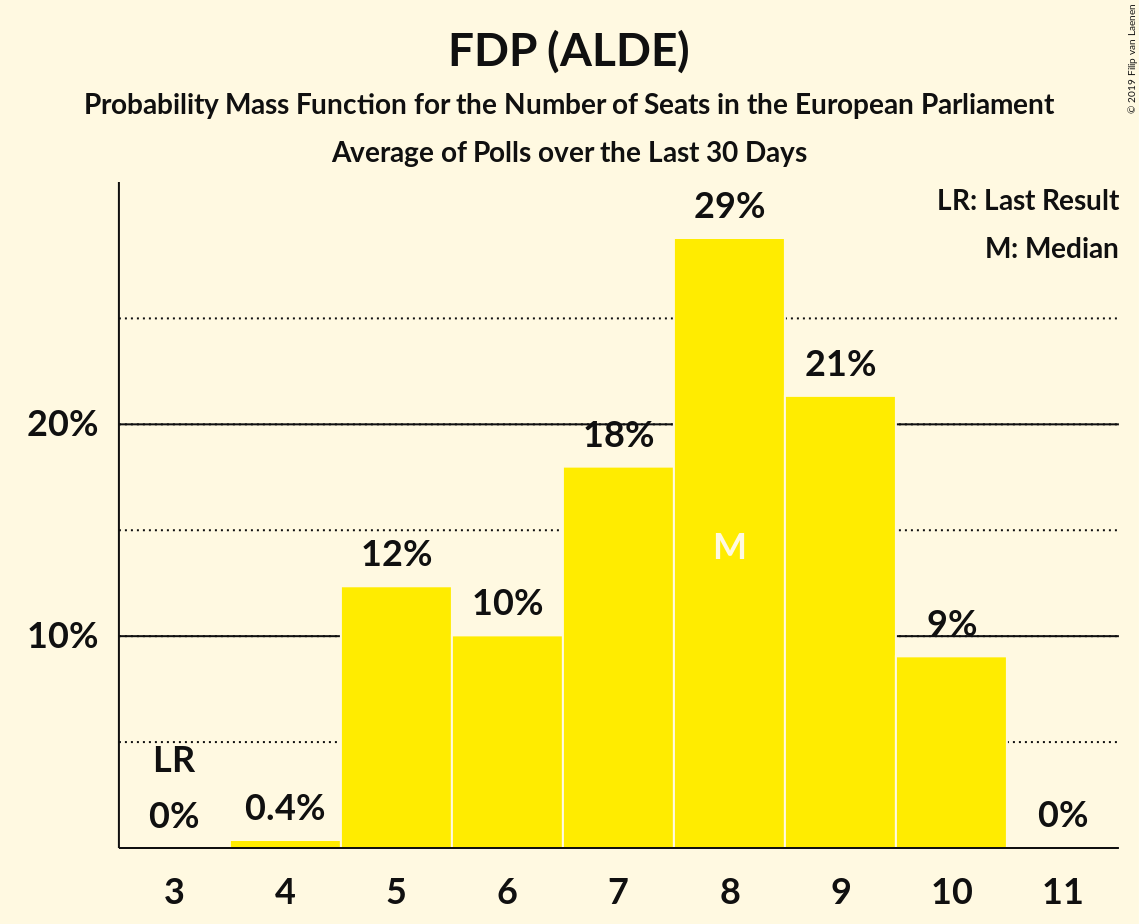 FDP (ALDE)
Probability Mass Function for the Number of Seats in the European Parliament
Average of Polls over the Last 30 Days
© 2019 Filip van Laenen
LR: Last Result
M: Median
29%
21%
20%
18%
M
12%
10%
9%
10%
LR
0%
0.4%
0%
3 4 5 6 7 8 9 10 11